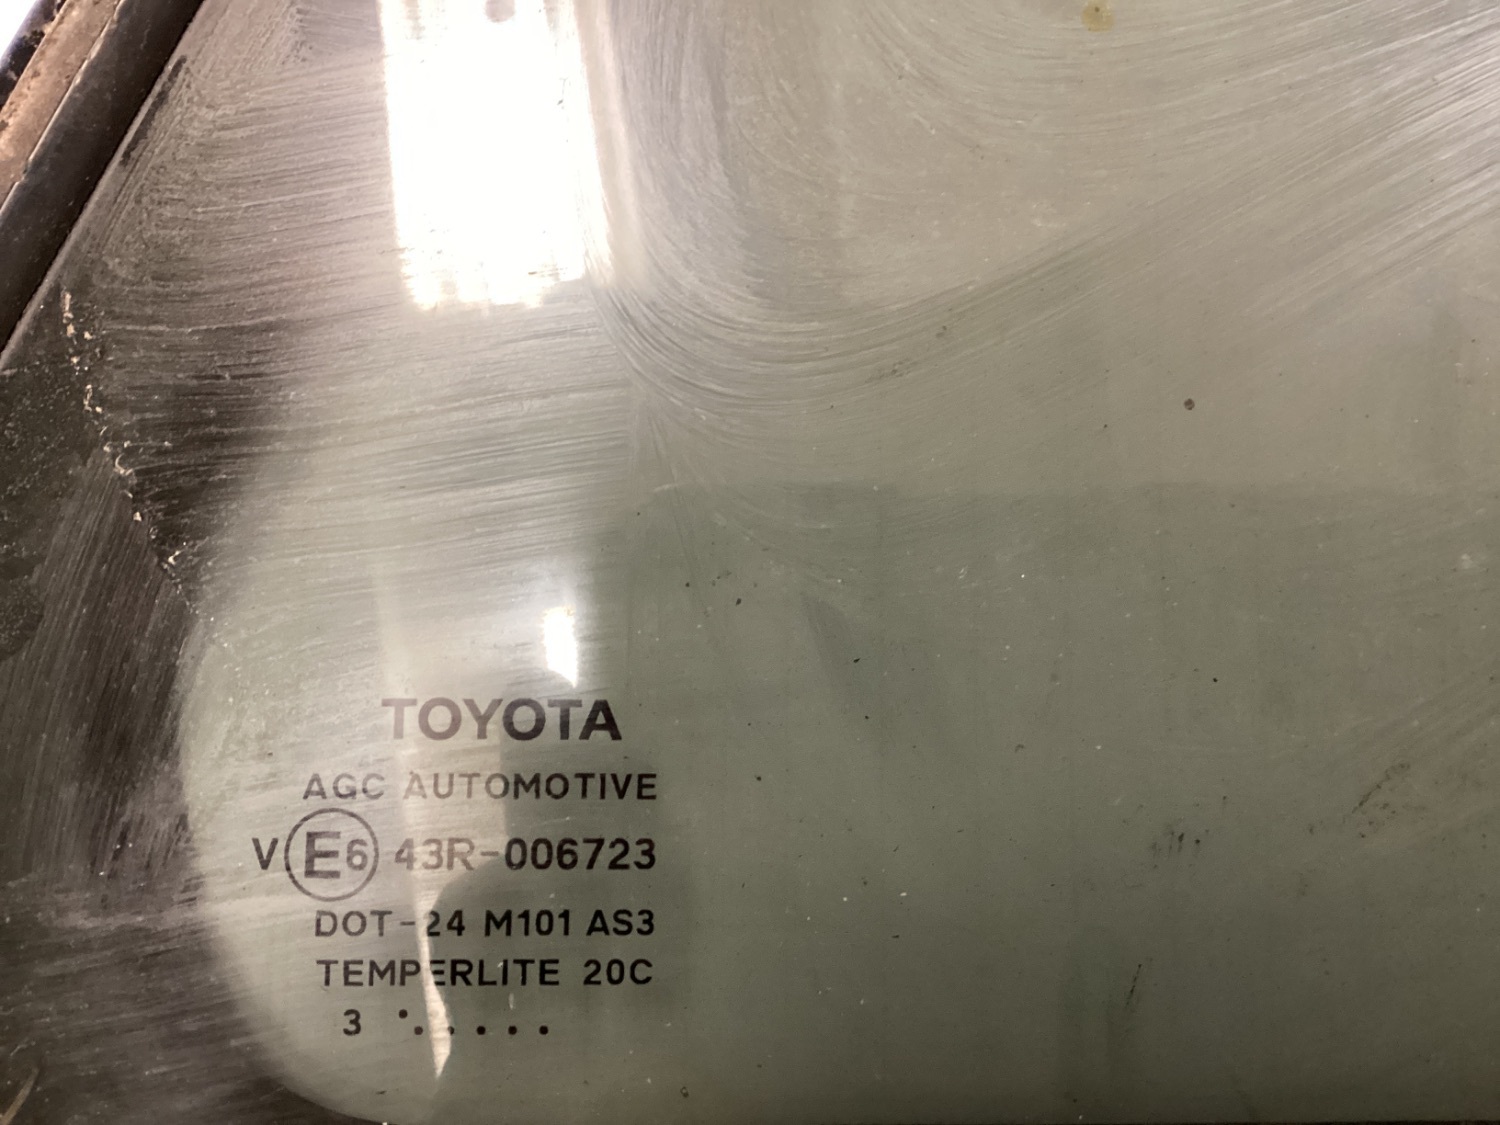 TOYOTA
AGC AUTOMOTIVE
V E6 43R-006723
DOT-24 M101 AS3
TEMPERLITE 20C
3 ˙. . . . .